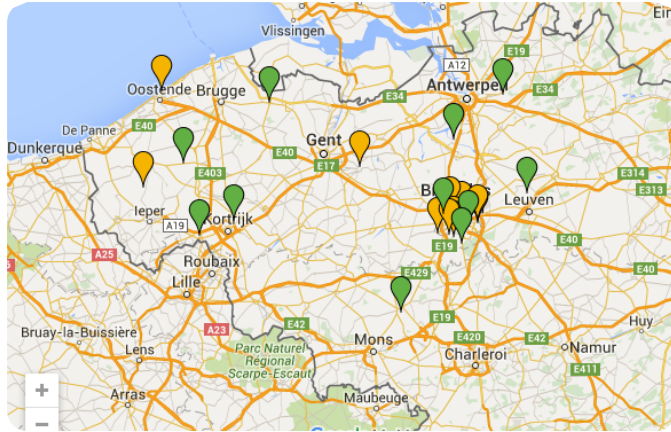 Vlissingen
E19
Ei
A12
Oostende
Brugge
Antwerpen
E34
E34
De Panne
E40
Gent
Dunkerque
E40
E17
E314
E403
E313
Leuven
Ieper
A19
Kortrijk
E19
E40
A25
Roubaix
E429
E40
Lille
A23
E42
E19
Bruay-la-Buissière
Parc Naturel
Régional
Scarpe-Escaut
Mons
E420
E42
Huy
Lens
Charleroi
Namur
E411
+
Arras
Maubeuge
−